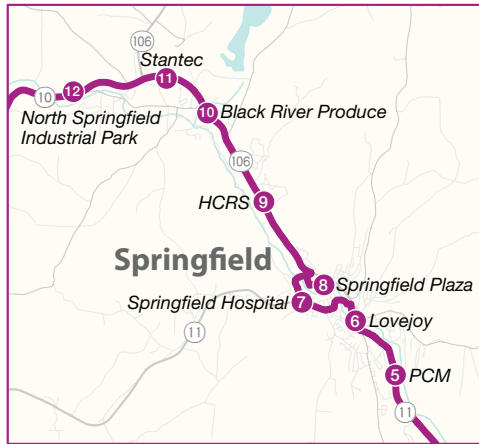 106
Stantec
11
12
10
North Springfield
Industrial Park
10
Black River Produce
106
9
HCRS
Springfield
8
Springfield Plaza
Springfield Hospital
7
6
Lovejoy
11
5
PCM
11